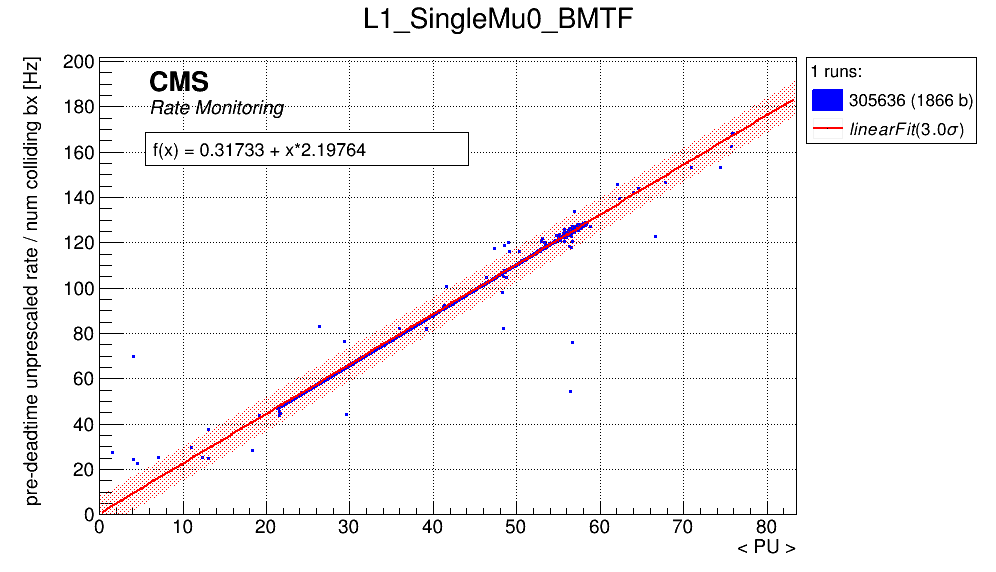 L1_SingleMu0_BMTF
pre-deadtime unprescaled rate / num colliding bx [Hz]
200
180
160
140
120
100
80
60
40
20
0
CMS
Rate Monitoring
f(x) = 0.31733 + x*2.19764
1 runs:
305636 (1866 b)
linearFit(3.0σ)
0 10 20 30 40 50 60 70 80
< PU >